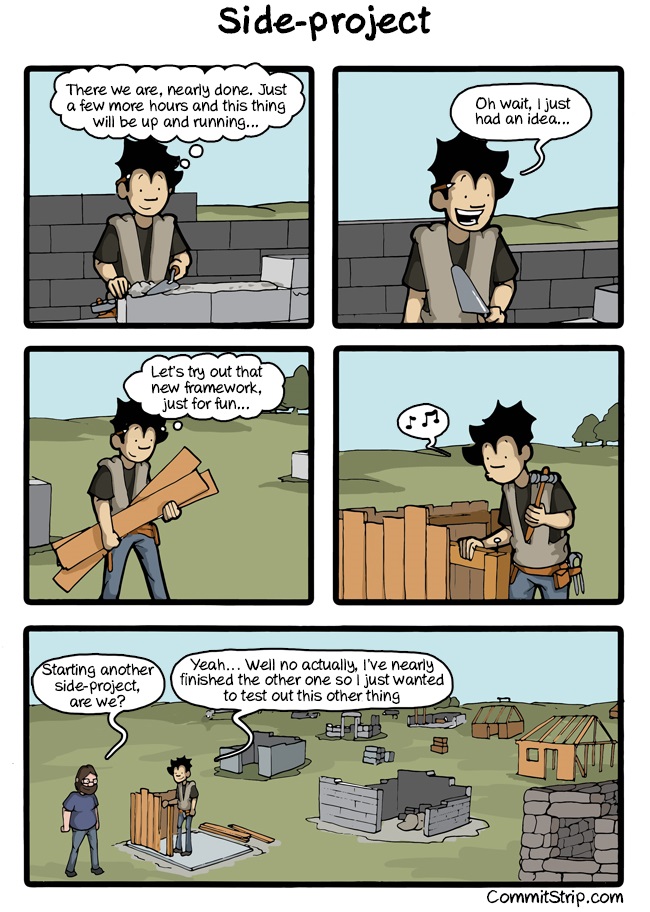 Side-project
There we are, nearly done. Just
a few more hours and this thing
will be up and running...
Oh wait, I just
had an idea...
Let's try out that
new framework,
just for fun...
Starting another
side-project,
are we?
Yeah... Well no actually, I've nearly
finished the other one so I just wanted
to test out this other thing
CommitStrip.com